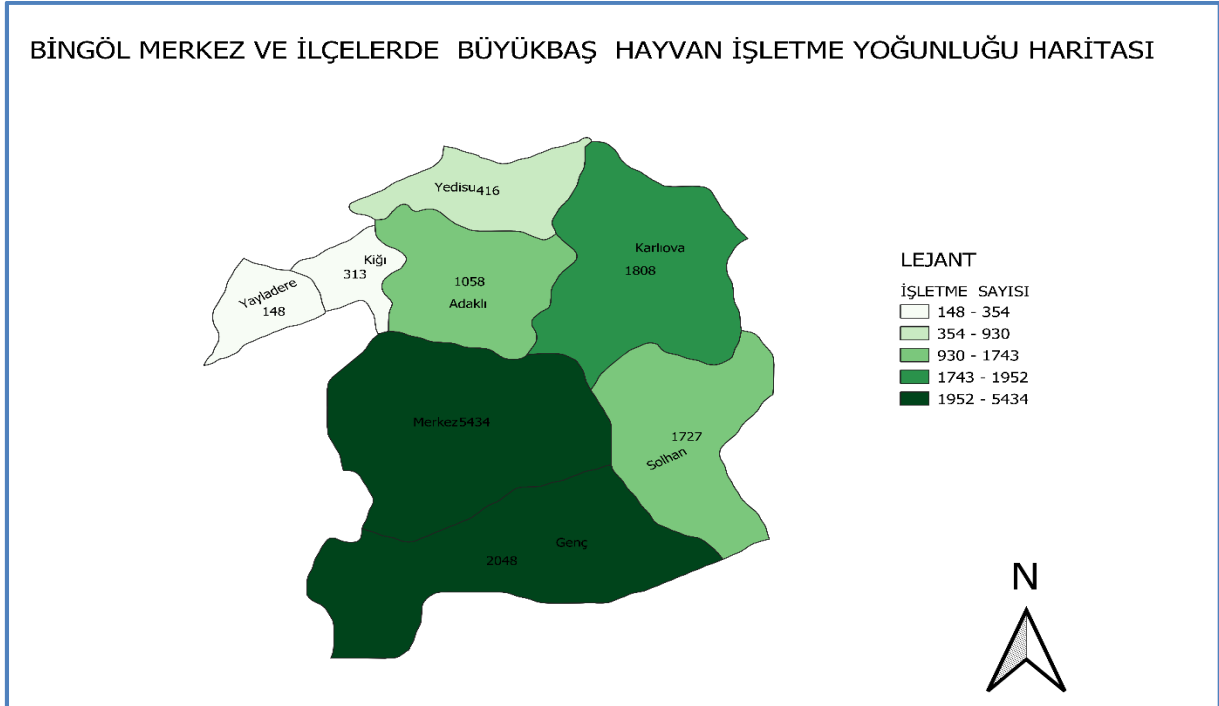 BİNGÖL MERKEZ VE İLÇELERDE BÜYÜKBAŞ HAYVAN İŞLETME YOĞUNLUĞU HARİTASI
Yedisu416
Karlıova
1808
Kiğı
313
Yayladere
148
1058
Adaklı
LEJANT
İŞLETME SAYISI
148 - 354
354 - 930
930 - 1743
1743 - 1952
1952 - 5434
Merkez5434
1727
Solhan
Genç
2048
N